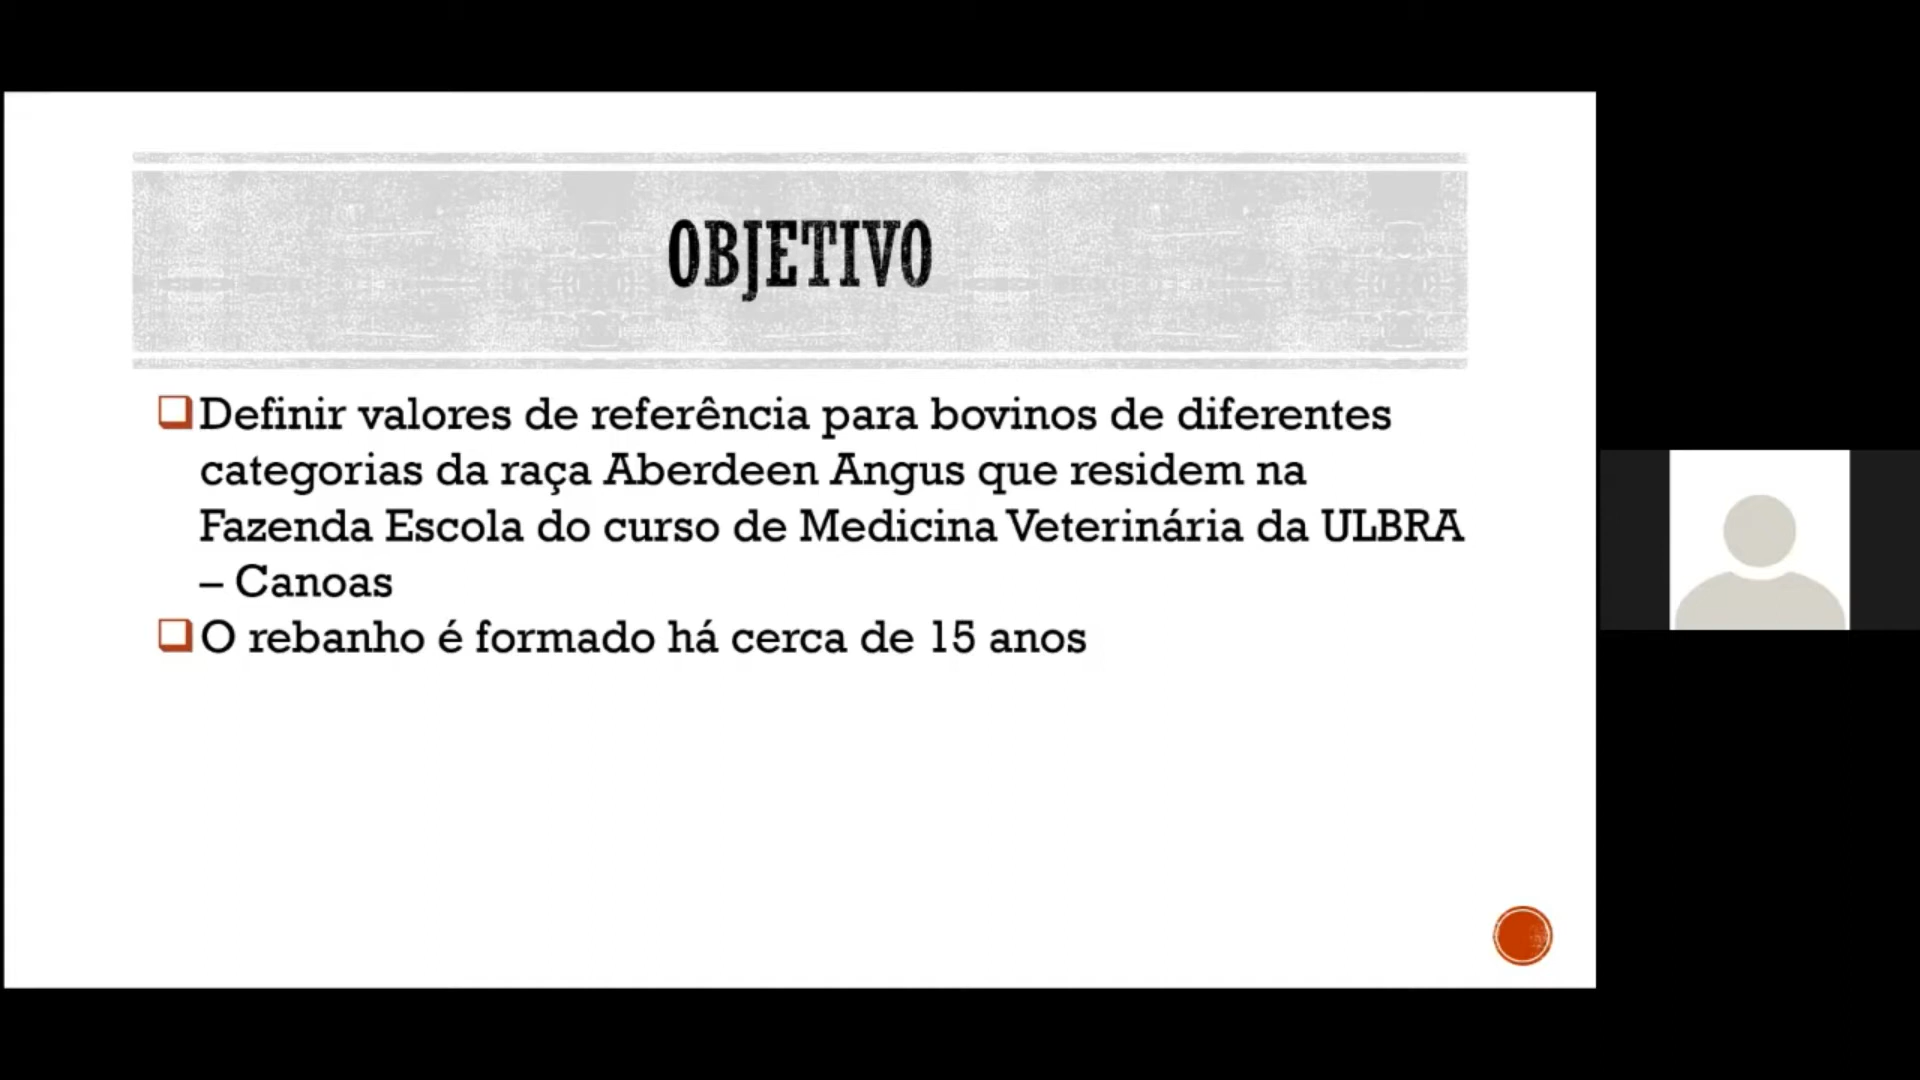 OBJETIVO
Definir valores de referência para bovinos de diferentes
categorias da raça Aberdeen Angus que residem na
Fazenda Escola do curso de Medicina Veterinária da ULBRA
– Canoas
O rebanho é formado há cerca de 15 anos